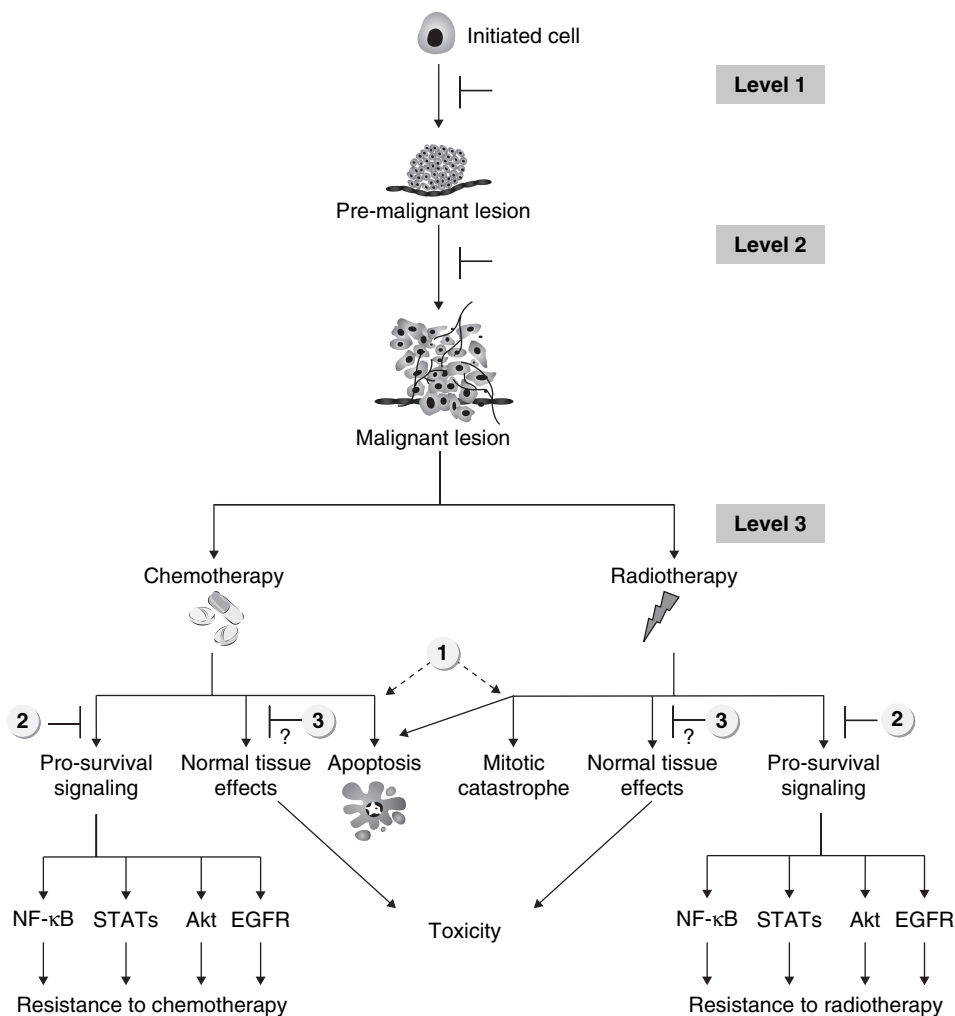 Initiated cell
Level 1
Pre-malignant lesion
Level 2
Malignant lesion
Level 3
Chemotherapy
Radiotherapy
1
2
3
3
2
?
?
Pro-survival
signaling
Normal tissue
effects
Apoptosis
Mitotic
catastrophe
Normal tissue
effects
Pro-survival
signaling
NF-κB STATs Akt EGFR
Toxicity
NF-κB STATs Akt EGFR
Resistance to chemotherapy
Resistance to radiotherapy